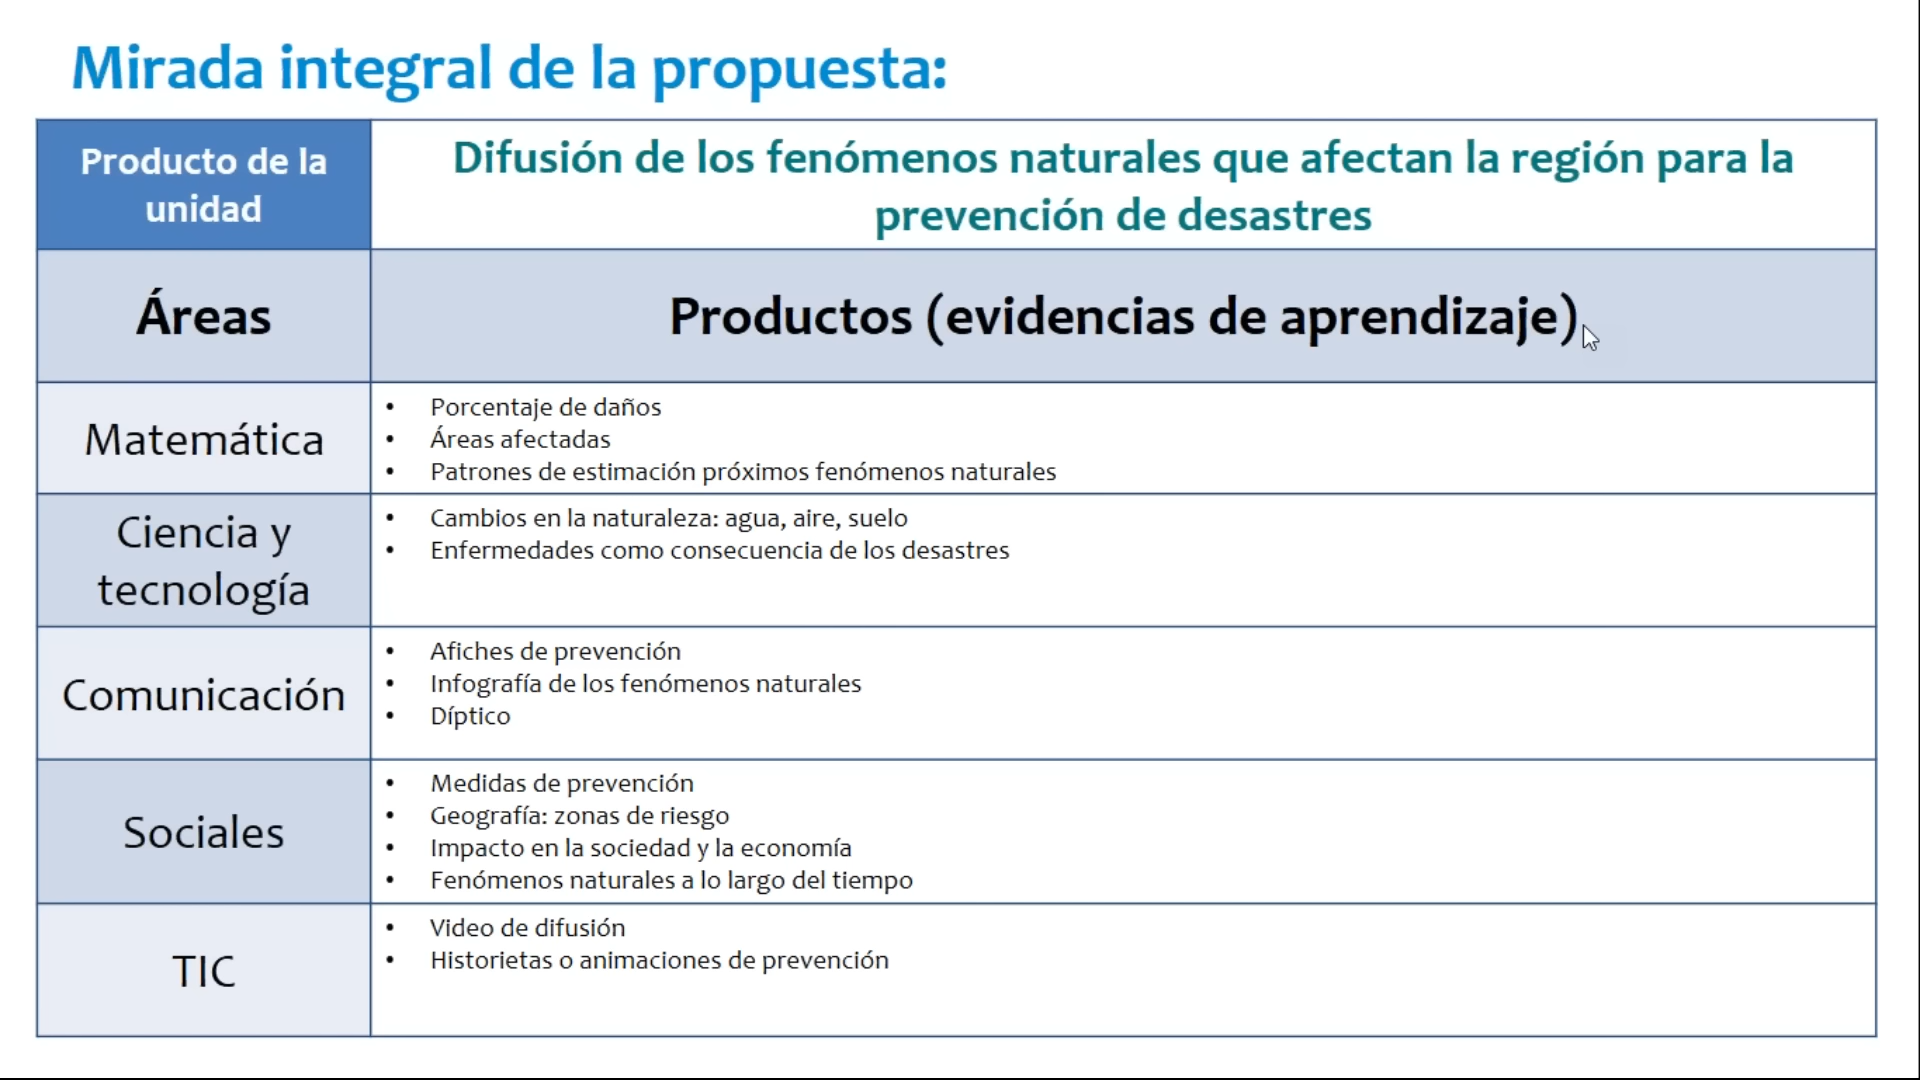 Mirada integral de la propuesta:
Producto de la
unidad
Difusión de los fenómenos naturales que afectan la región para la
prevención de desastres
Áreas
Productos (evidencias de aprendizaje)
Matemática
• Porcentaje de daños
• Áreas afectadas
• Patrones de estimación próximos fenómenos naturales
Ciencia y
tecnología
• Cambios en la naturaleza: agua, aire, suelo
• Enfermedades como consecuencia de los desastres
Comunicación
• Afiches de prevención
• Infografía de los fenómenos naturales
• Díptico
Sociales
• Medidas de prevención
• Geografía: zonas de riesgo
• Impacto en la sociedad y la economía
• Fenómenos naturales a lo largo del tiempo
TIC
• Video de difusión
• Historietas o animaciones de prevención